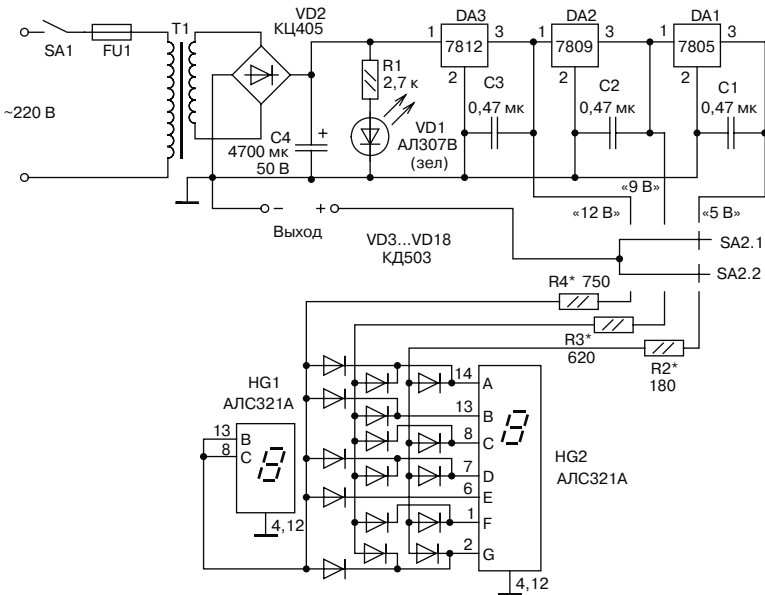 VD2
КЦ405
DA3
DA2
DA1
T1
1
7812
3
1
7809
3
1
7805
3
SA1
FU1
R1
2,7 к
2
2
2
C3
0,47 мк
C2
0,47 мк
C1
0,47 мк
~220 В
C4
4700 мк
50 В
+
VD1
АЛ307В
(зел)
«9 В»
«12 В»
«5 В»
− +
Выход
VD3...VD18
КД503
SA2.1
SA2.2
R4* 750
R3*
620
R2*
180
HG1
АЛС321А
13
B
8
C
4,12
14
A
13
B
8
C
7
D
6
E
1
F
2
G
HG2
АЛС321А
4,12